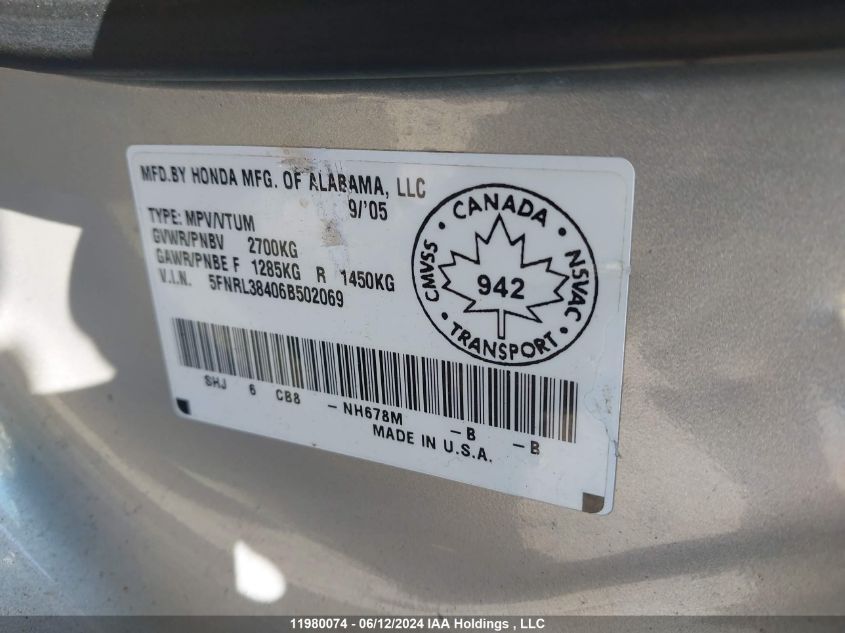 MFD.BY HONDA MFG. OF ALABAMA, LLC
9/'05
TYPE: MPV/VTUM
GVWR/PNBV 2700KG
GAWR/PNBE F 1285KG R 1450KG
V.I.N. 5FNRL38406B502069
CANADA
CMVSS
942
NSVAC
TRANSPORT
SHJ 6 CB8 -NH678M -B -B
MADE IN U.S.A.
11980074 - 06/12/2024 IAA Holdings , LLC